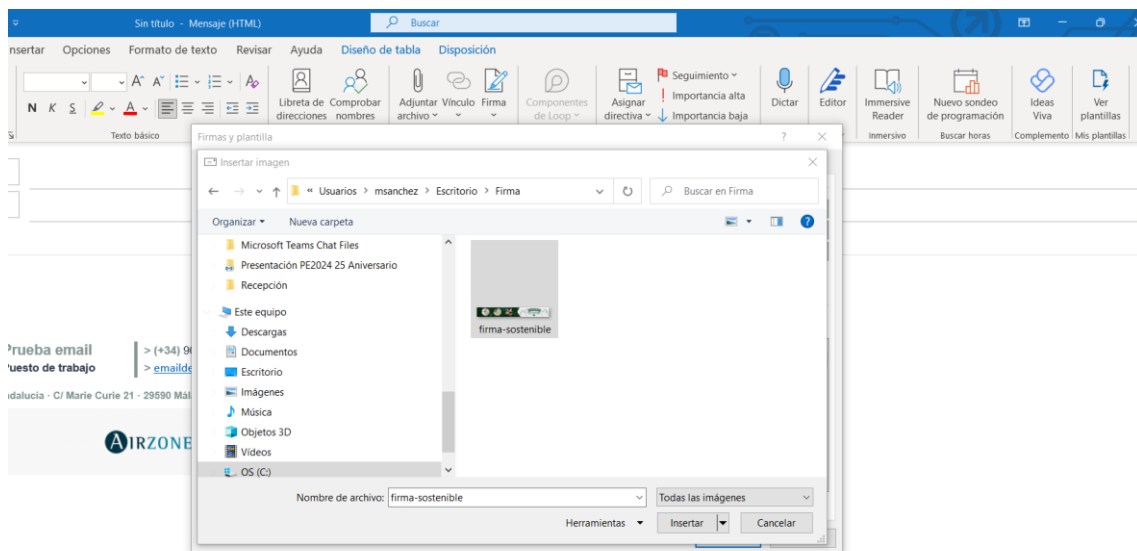 Sin título - Mensaje (HTML)
Buscar
nsertar Opciones Formato de texto Revisar Ayuda Diseño de tabla Disposición
N K S
Libreta de direcciones
Comprobar nombres
Adjuntar archivo
Vínculo
Firma
Componentes de Loop
Asignar directiva
Seguimiento
Importancia alta
Importancia baja
Dictar
Editor
Immersive Reader
Nuevo sondeo de programación
Ideas Viva
Ver plantillas
Texto básico
Inmersivo
Buscar horas
Complemento
Mis plantillas
Firmas y plantilla
Insertar imagen
« Usuarios > msanchez > Escritorio > Firma
Buscar en Firma
Organizar
Nueva carpeta
Microsoft Teams Chat Files
Presentación PE2024 25 Aniversario
Recepción
Este equipo
Descargas
Documentos
Escritorio
Imágenes
Música
Objetos 3D
Vídeos
OS (C:)
firma-sostenible
Prueba email
> (+34) 9
uesto de trabajo
> emailde
dalucía · C/ Marie Curie 21 · 29590 Mál
AIRZONE
Nombre de archivo: firma-sostenible
Todas las imágenes
Herramientas
Insertar
Cancelar